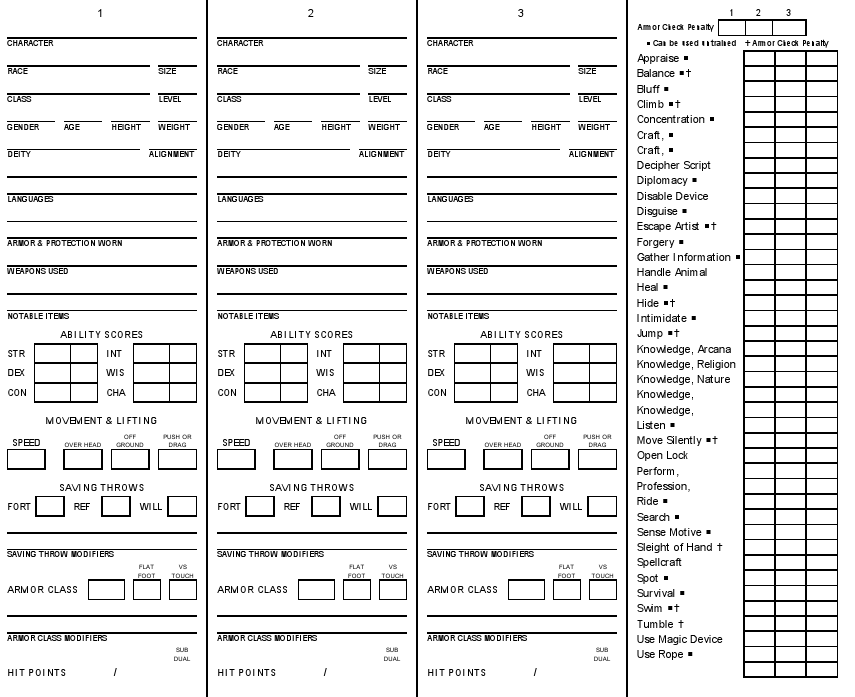 1
CHARACTER
RACE SIZE
CLASS LEVEL
GENDER AGE HEIGHT WEIGHT
DEITY ALIGNMENT
LANGUAGES
ARMOR & PROTECTION WORN
WEAPONS USED
NOTABLE ITEMS
ABILITY SCORES
STR INT
DEX WIS
CON CHA
MOVEMENT & LIFTING
SPEED OVER HEAD OFF GROUND PUSH OR DRAG
SAVING THROWS
FORT REF WILL
SAVING THROW MODIFIERS
FLAT FOOT VS TOUCH
ARMOR CLASS
ARMOR CLASS MODIFIERS
SUB DUAL
HIT POINTS /
2
CHARACTER
RACE SIZE
CLASS LEVEL
GENDER AGE HEIGHT WEIGHT
DEITY ALIGNMENT
LANGUAGES
ARMOR & PROTECTION WORN
WEAPONS USED
NOTABLE ITEMS
ABILITY SCORES
STR INT
DEX WIS
CON CHA
MOVEMENT & LIFTING
SPEED OVER HEAD OFF GROUND PUSH OR DRAG
SAVING THROWS
FORT REF WILL
SAVING THROW MODIFIERS
FLAT FOOT VS TOUCH
ARMOR CLASS
ARMOR CLASS MODIFIERS
SUB DUAL
HIT POINTS /
3
CHARACTER
RACE SIZE
CLASS LEVEL
GENDER AGE HEIGHT WEIGHT
DEITY ALIGNMENT
LANGUAGES
ARMOR & PROTECTION WORN
WEAPONS USED
NOTABLE ITEMS
ABILITY SCORES
STR INT
DEX WIS
CON CHA
MOVEMENT & LIFTING
SPEED OVER HEAD OFF GROUND PUSH OR DRAG
SAVING THROWS
FORT REF WILL
SAVING THROW MODIFIERS
FLAT FOOT VS TOUCH
ARMOR CLASS
ARMOR CLASS MODIFIERS
SUB DUAL
HIT POINTS /
1 2 3
Armor Check Penalty
▪ Can be used untrained † Armor Check Penalty
Appraise ▪
Balance ▪†
Bluff ▪
Climb ▪†
Concentration ▪
Craft, ▪
Craft, ▪
Decipher Script
Diplomacy ▪
Disable Device
Disguise ▪
Escape Artist ▪†
Forgery ▪
Gather Information ▪
Handle Animal
Heal ▪
Hide ▪†
Intimidate ▪
Jump ▪†
Knowledge, Arcana
Knowledge, Religion
Knowledge, Nature
Knowledge,
Knowledge,
Listen ▪
Move Silently ▪†
Open Lock
Perform,
Profession,
Ride ▪
Search ▪
Sense Motive ▪
Sleight of Hand †
Spellcraft
Spot ▪
Survival ▪
Swim ▪†
Tumble †
Use Magic Device
Use Rope ▪